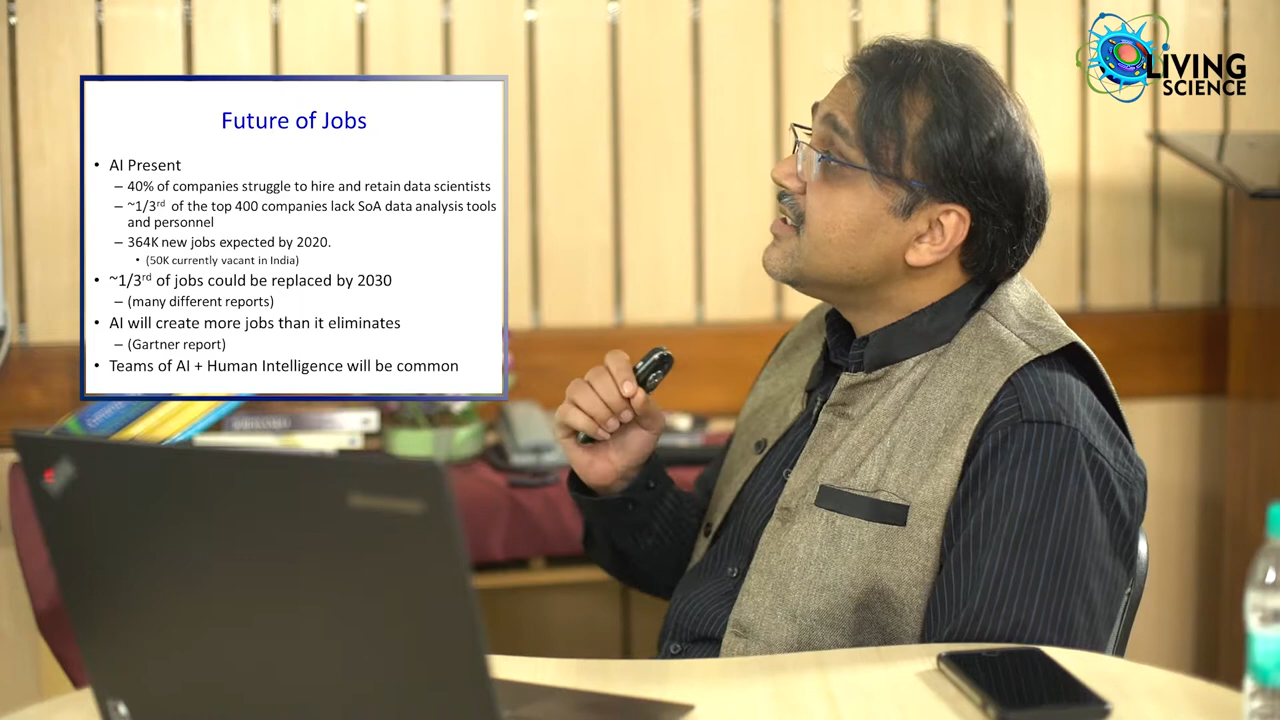 LIVING
SCIENCE
Future of Jobs
• AI Present
– 40% of companies struggle to hire and retain data scientists
– ~1/3rd of the top 400 companies lack SoA data analysis tools
and personnel
– 364K new jobs expected by 2020.
• (50K currently vacant in India)
• ~1/3rd of jobs could be replaced by 2030
– (many different reports)
• AI will create more jobs than it eliminates
– (Gartner report)
• Teams of AI + Human Intelligence will be common